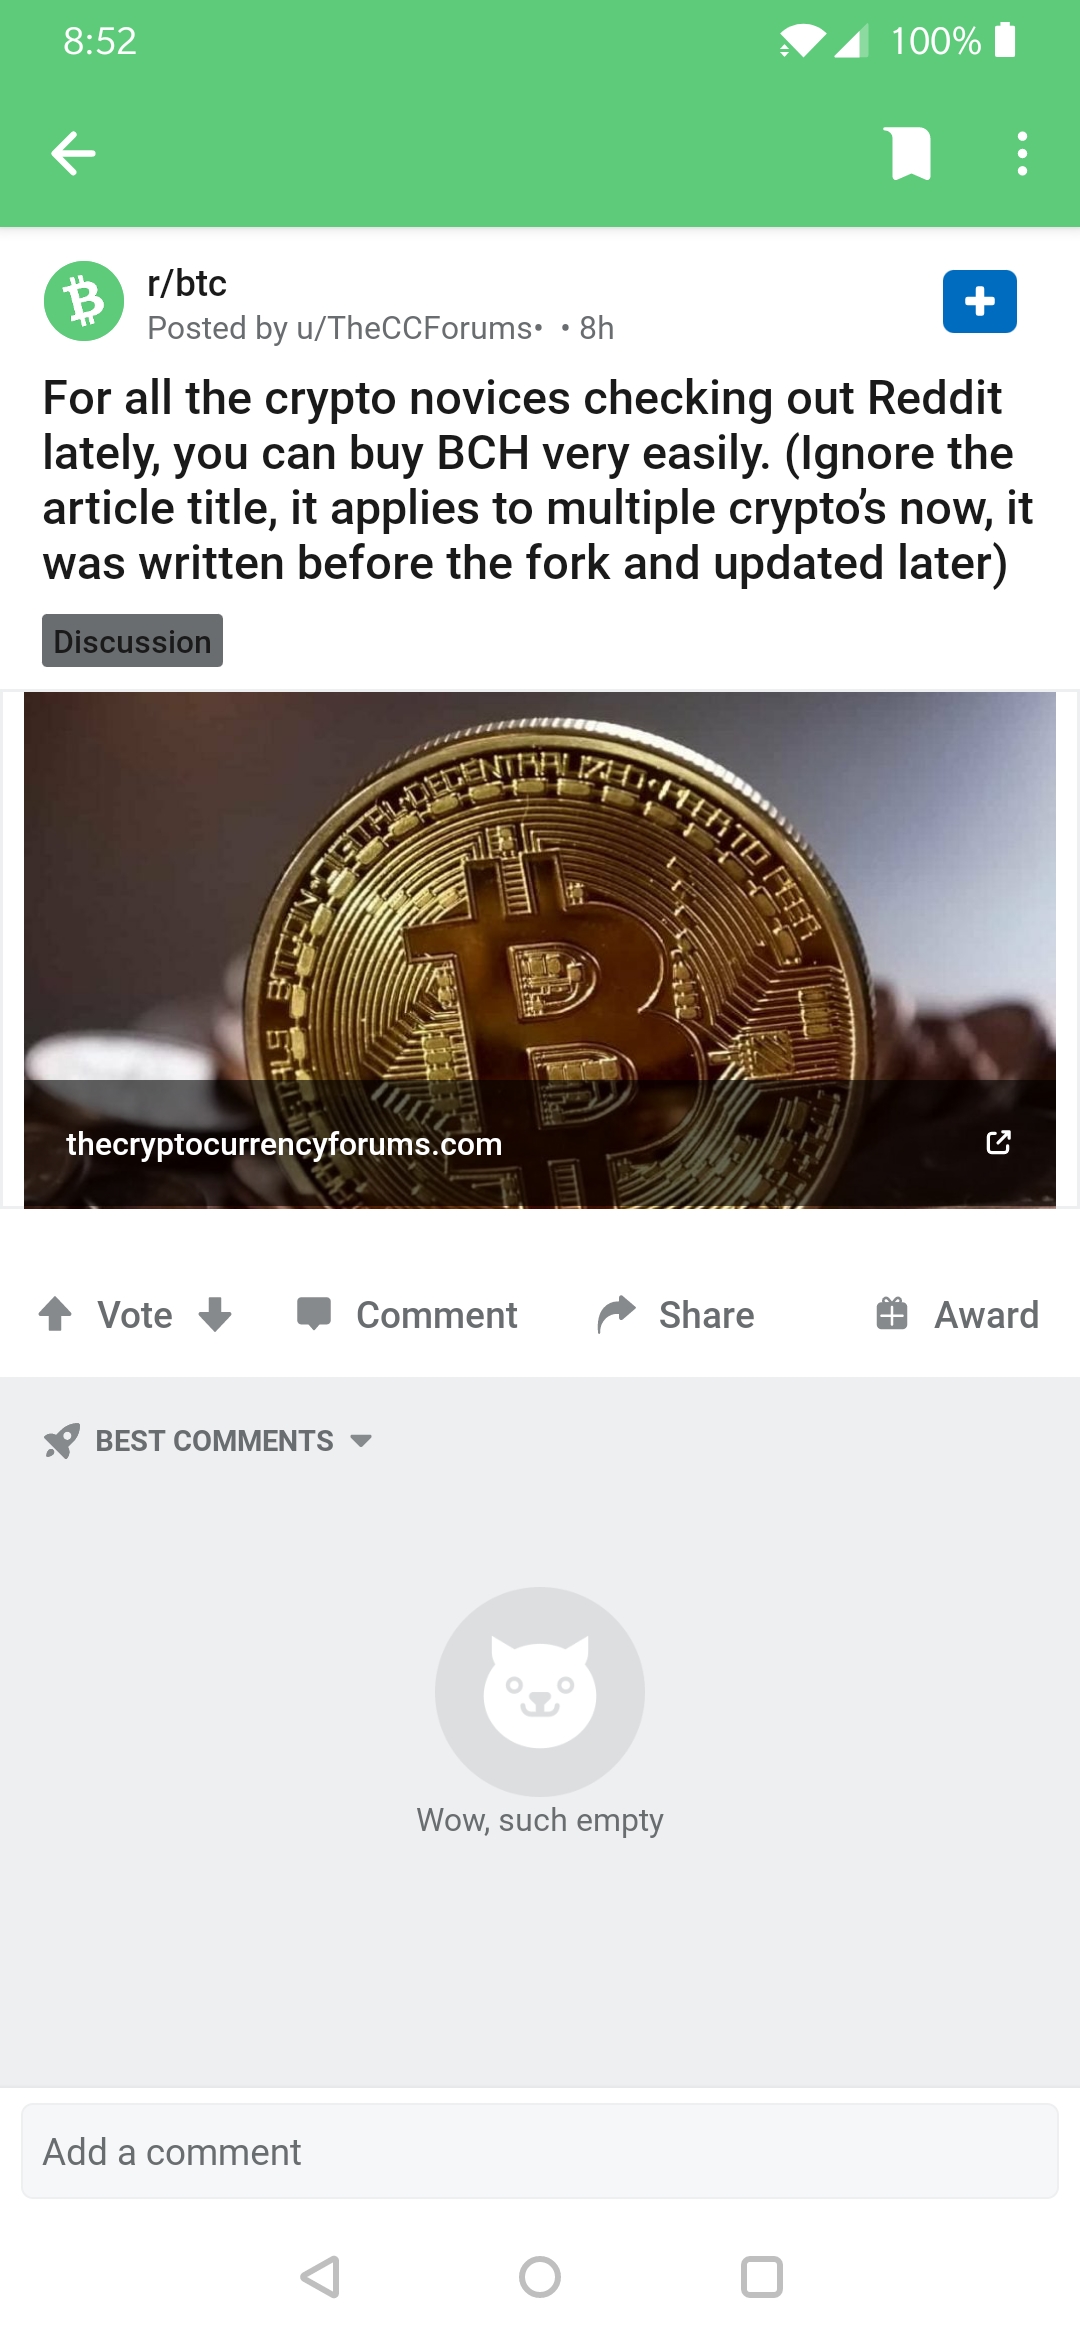 8:52
100%
r/btc
Posted by u/TheCCForums• • 8h
For all the crypto novices checking out Reddit
lately, you can buy BCH very easily. (Ignore the
article title, it applies to multiple crypto’s now, it
was written before the fork and updated later)
Discussion
BITCOIN•DIGITAL•DECENTRALIZED•
thecryptocurrencyforums.com
Vote
Comment
Share
Award
BEST COMMENTS
Wow, such empty
Add a comment